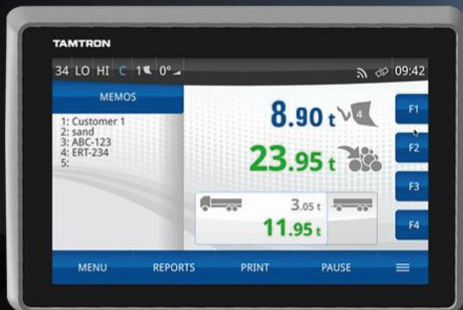 TAMTRON
34 LO HI C 1 0° 09:42
MEMOS
1: Customer 1
2: sand
3: ABC-123
4: ERT-234
5:
8.90 t 4
23.95 t
3.05 t
11.95 t
F1
F2
F3
F4
MENU REPORTS PRINT PAUSE